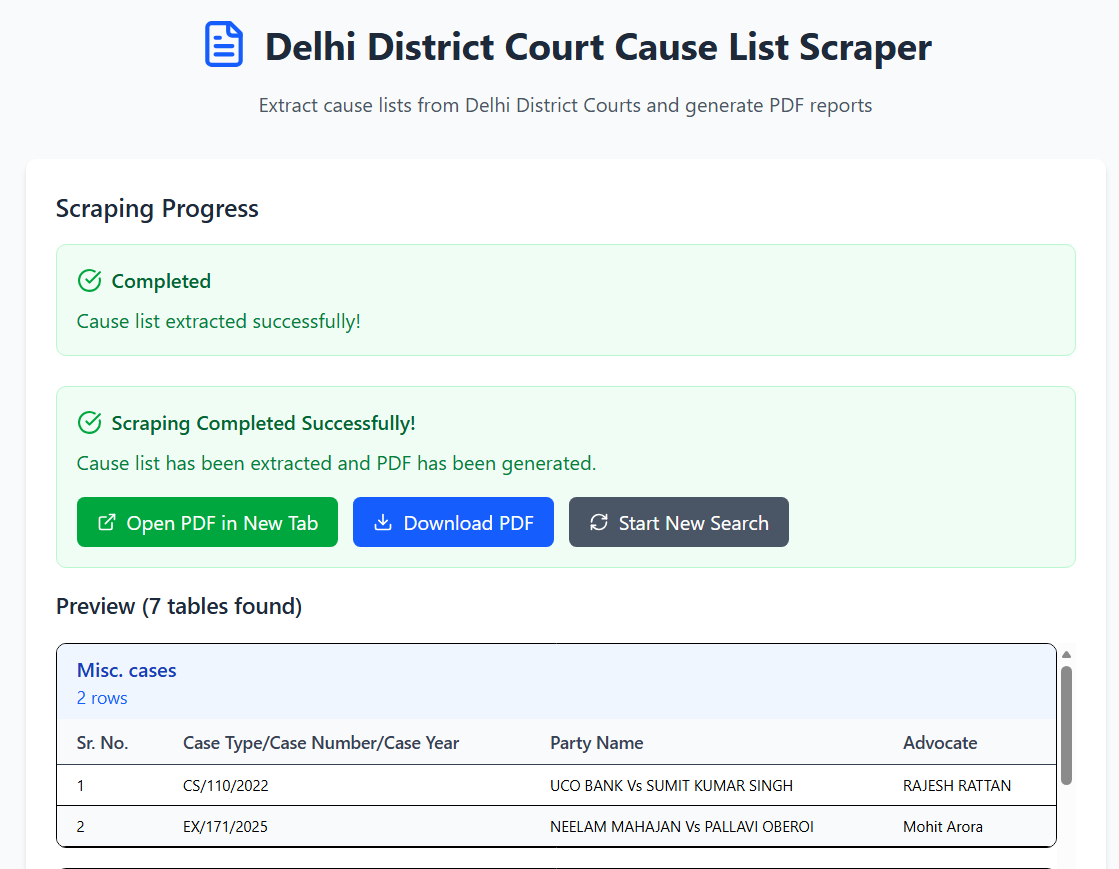 Delhi District Court Cause List Scraper
Extract cause lists from Delhi District Courts and generate PDF reports
Scraping Progress
Completed
Cause list extracted successfully!
Scraping Completed Successfully!
Cause list has been extracted and PDF has been generated.
Open PDF in New Tab Download PDF Start New Search
Preview (7 tables found)
Misc. cases
2 rows
Sr. No. Case Type/Case Number/Case Year Party Name Advocate
1 CS/110/2022 UCO BANK Vs SUMIT KUMAR SINGH RAJESH RATTAN
2 EX/171/2025 NEELAM MAHAJAN Vs PALLAVI OBEROI Mohit Arora